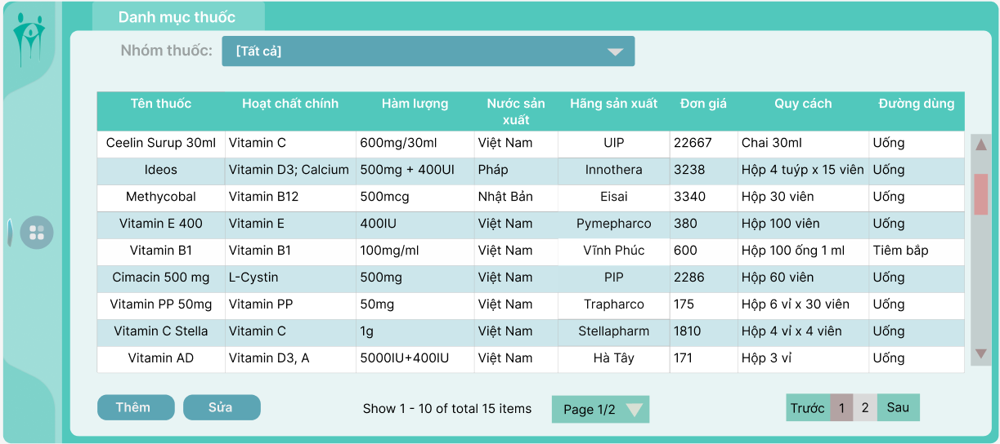 Danh mục thuốc
Nhóm thuốc: [Tất cả]
Tên thuốc Hoạt chất chính Hàm lượng Nước sản xuất Hãng sản xuất Đơn giá Quy cách Đường dùng
Ceelin Surup 30ml Vitamin C 600mg/30ml Việt Nam UIP 22667 Chai 30ml Uống
Ideos Vitamin D3; Calcium 500mg + 400UI Pháp Innothera 3238 Hộp 4 tuýp x 15 viên Uống
Methycobal Vitamin B12 500mcg Nhật Bản Eisai 3340 Hộp 30 viên Uống
Vitamin E 400 Vitamin E 400IU Việt Nam Pymepharco 380 Hộp 100 viên Uống
Vitamin B1 Vitamin B1 100mg/ml Việt Nam Vĩnh Phúc 600 Hộp 100 ống 1 ml Tiêm bắp
Cimacin 500 mg L-Cystin 500mg Việt Nam PIP 2286 Hộp 60 viên Uống
Vitamin PP 50mg Vitamin PP 50mg Việt Nam Trapharco 175 Hộp 6 vỉ x 30 viên Uống
Vitamin C Stella Vitamin C 1g Việt Nam Stellapharm 1810 Hộp 4 vỉ x 4 viên Uống
Vitamin AD Vitamin D3, A 5000IU+400IU Việt Nam Hà Tây 171 Hộp 3 vỉ Uống
Thêm Sửa Show 1 - 10 of total 15 items Page 1/2 Trước 1 2 Sau